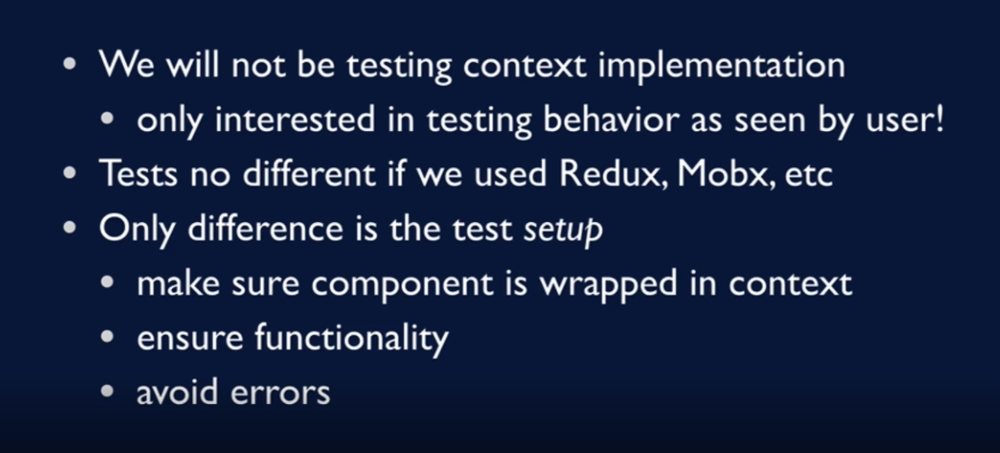 We will not be testing context implementation
only interested in testing behavior as seen by user!
Tests no different if we used Redux, Mobx, etc
Only difference is the test setup
make sure component is wrapped in context
ensure functionality
avoid errors